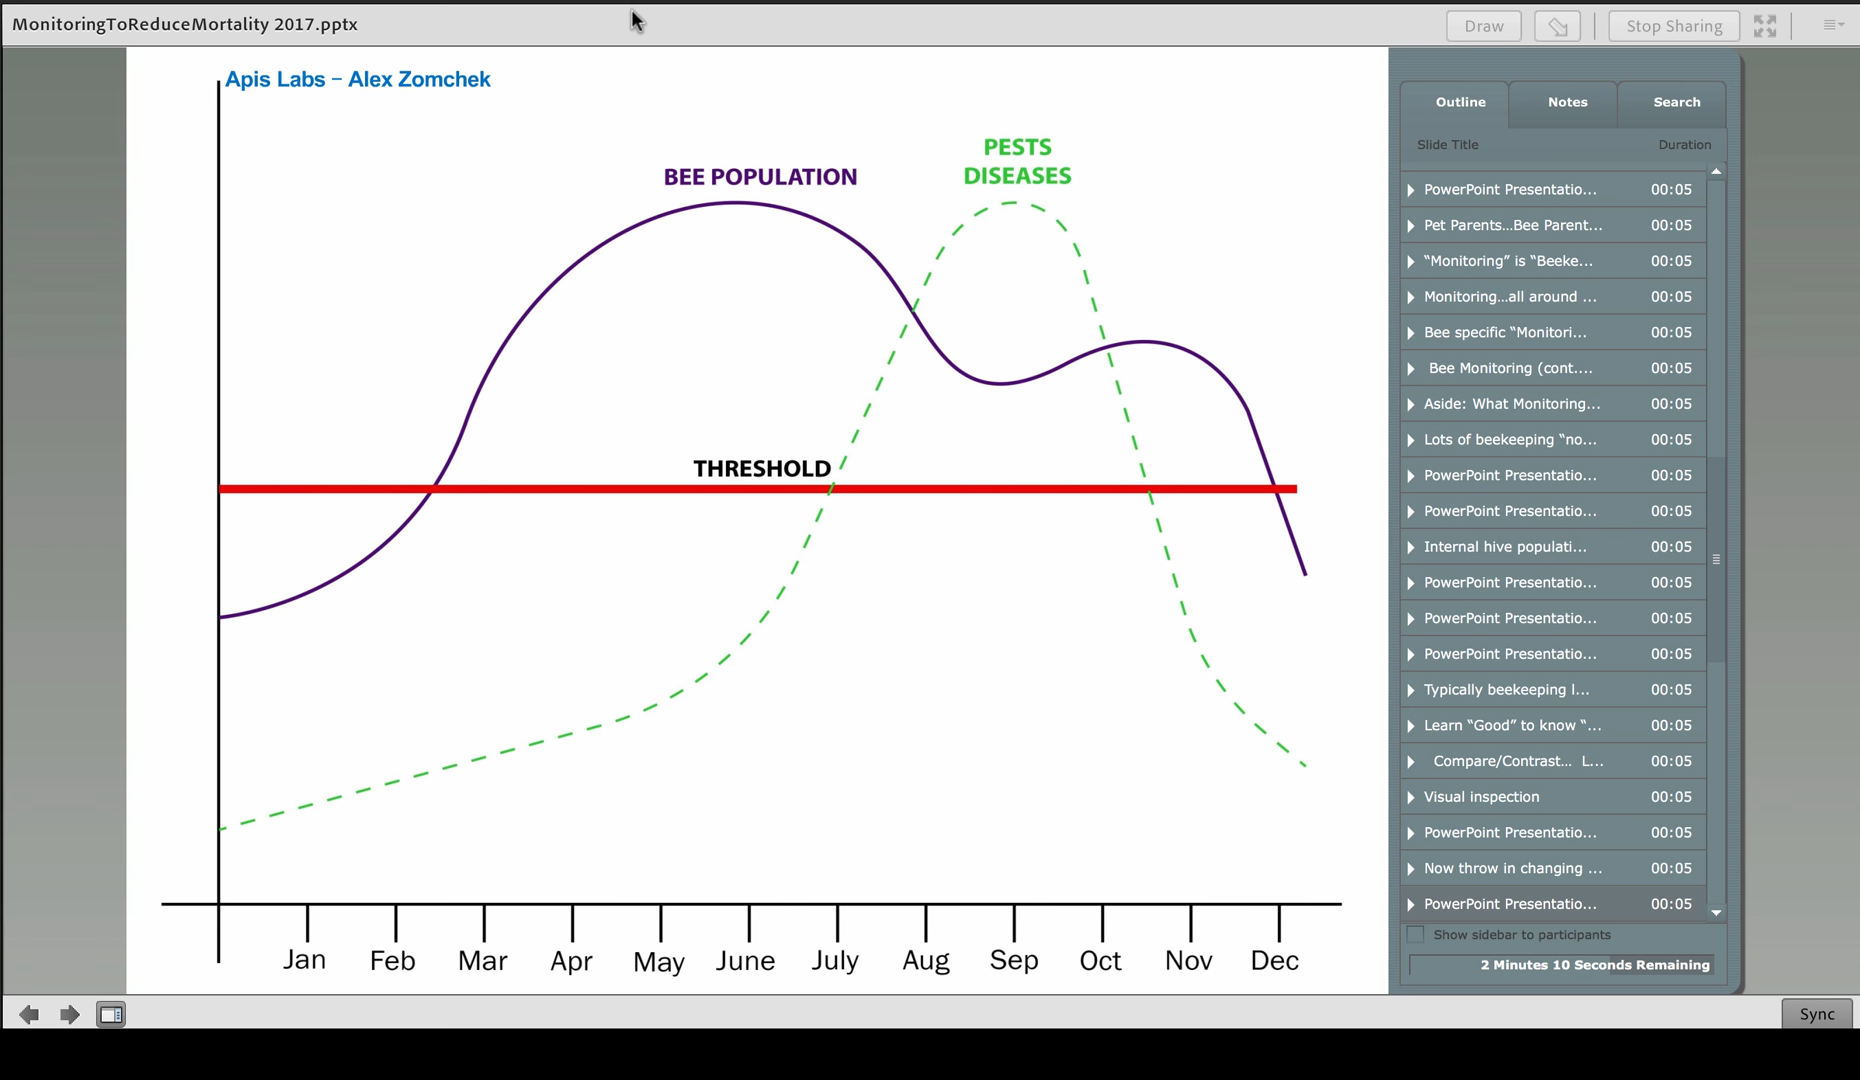 MonitoringToReduceMortality 2017.pptx
Draw
Stop Sharing
Apis Labs – Alex Zomchek
BEE POPULATION
PESTS
DISEASES
THRESHOLD
Jan Feb Mar Apr May June July Aug Sep Oct Nov Dec
Outline Notes Search
Slide Title Duration
PowerPoint Presentatio... 00:05
Pet Parents...Bee Parent... 00:05
“Monitoring” is “Beeke... 00:05
Monitoring...all around ... 00:05
Bee specific “Monitori... 00:05
Bee Monitoring (cont.... 00:05
Aside: What Monitoring... 00:05
Lots of beekeeping “no... 00:05
PowerPoint Presentatio... 00:05
PowerPoint Presentatio... 00:05
Internal hive populati... 00:05
PowerPoint Presentatio... 00:05
PowerPoint Presentatio... 00:05
PowerPoint Presentatio... 00:05
Typically beekeeping l... 00:05
Learn “Good” to know “... 00:05
Compare/Contrast... L... 00:05
Visual inspection 00:05
PowerPoint Presentatio... 00:05
Now throw in changing ... 00:05
PowerPoint Presentatio... 00:05
Show sidebar to participants
2 Minutes 10 Seconds Remaining
Sync